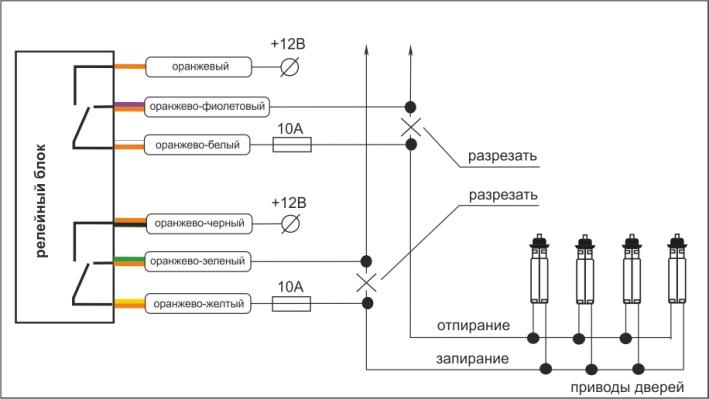 +12В
оранжевый
оранжево-фиолетовый
10А
оранжево-белый
разрезать
релейный блок
разрезать
+12В
оранжево-черный
оранжево-зеленый
10А
оранжево-желтый
отпирание
запирание
приводы дверей